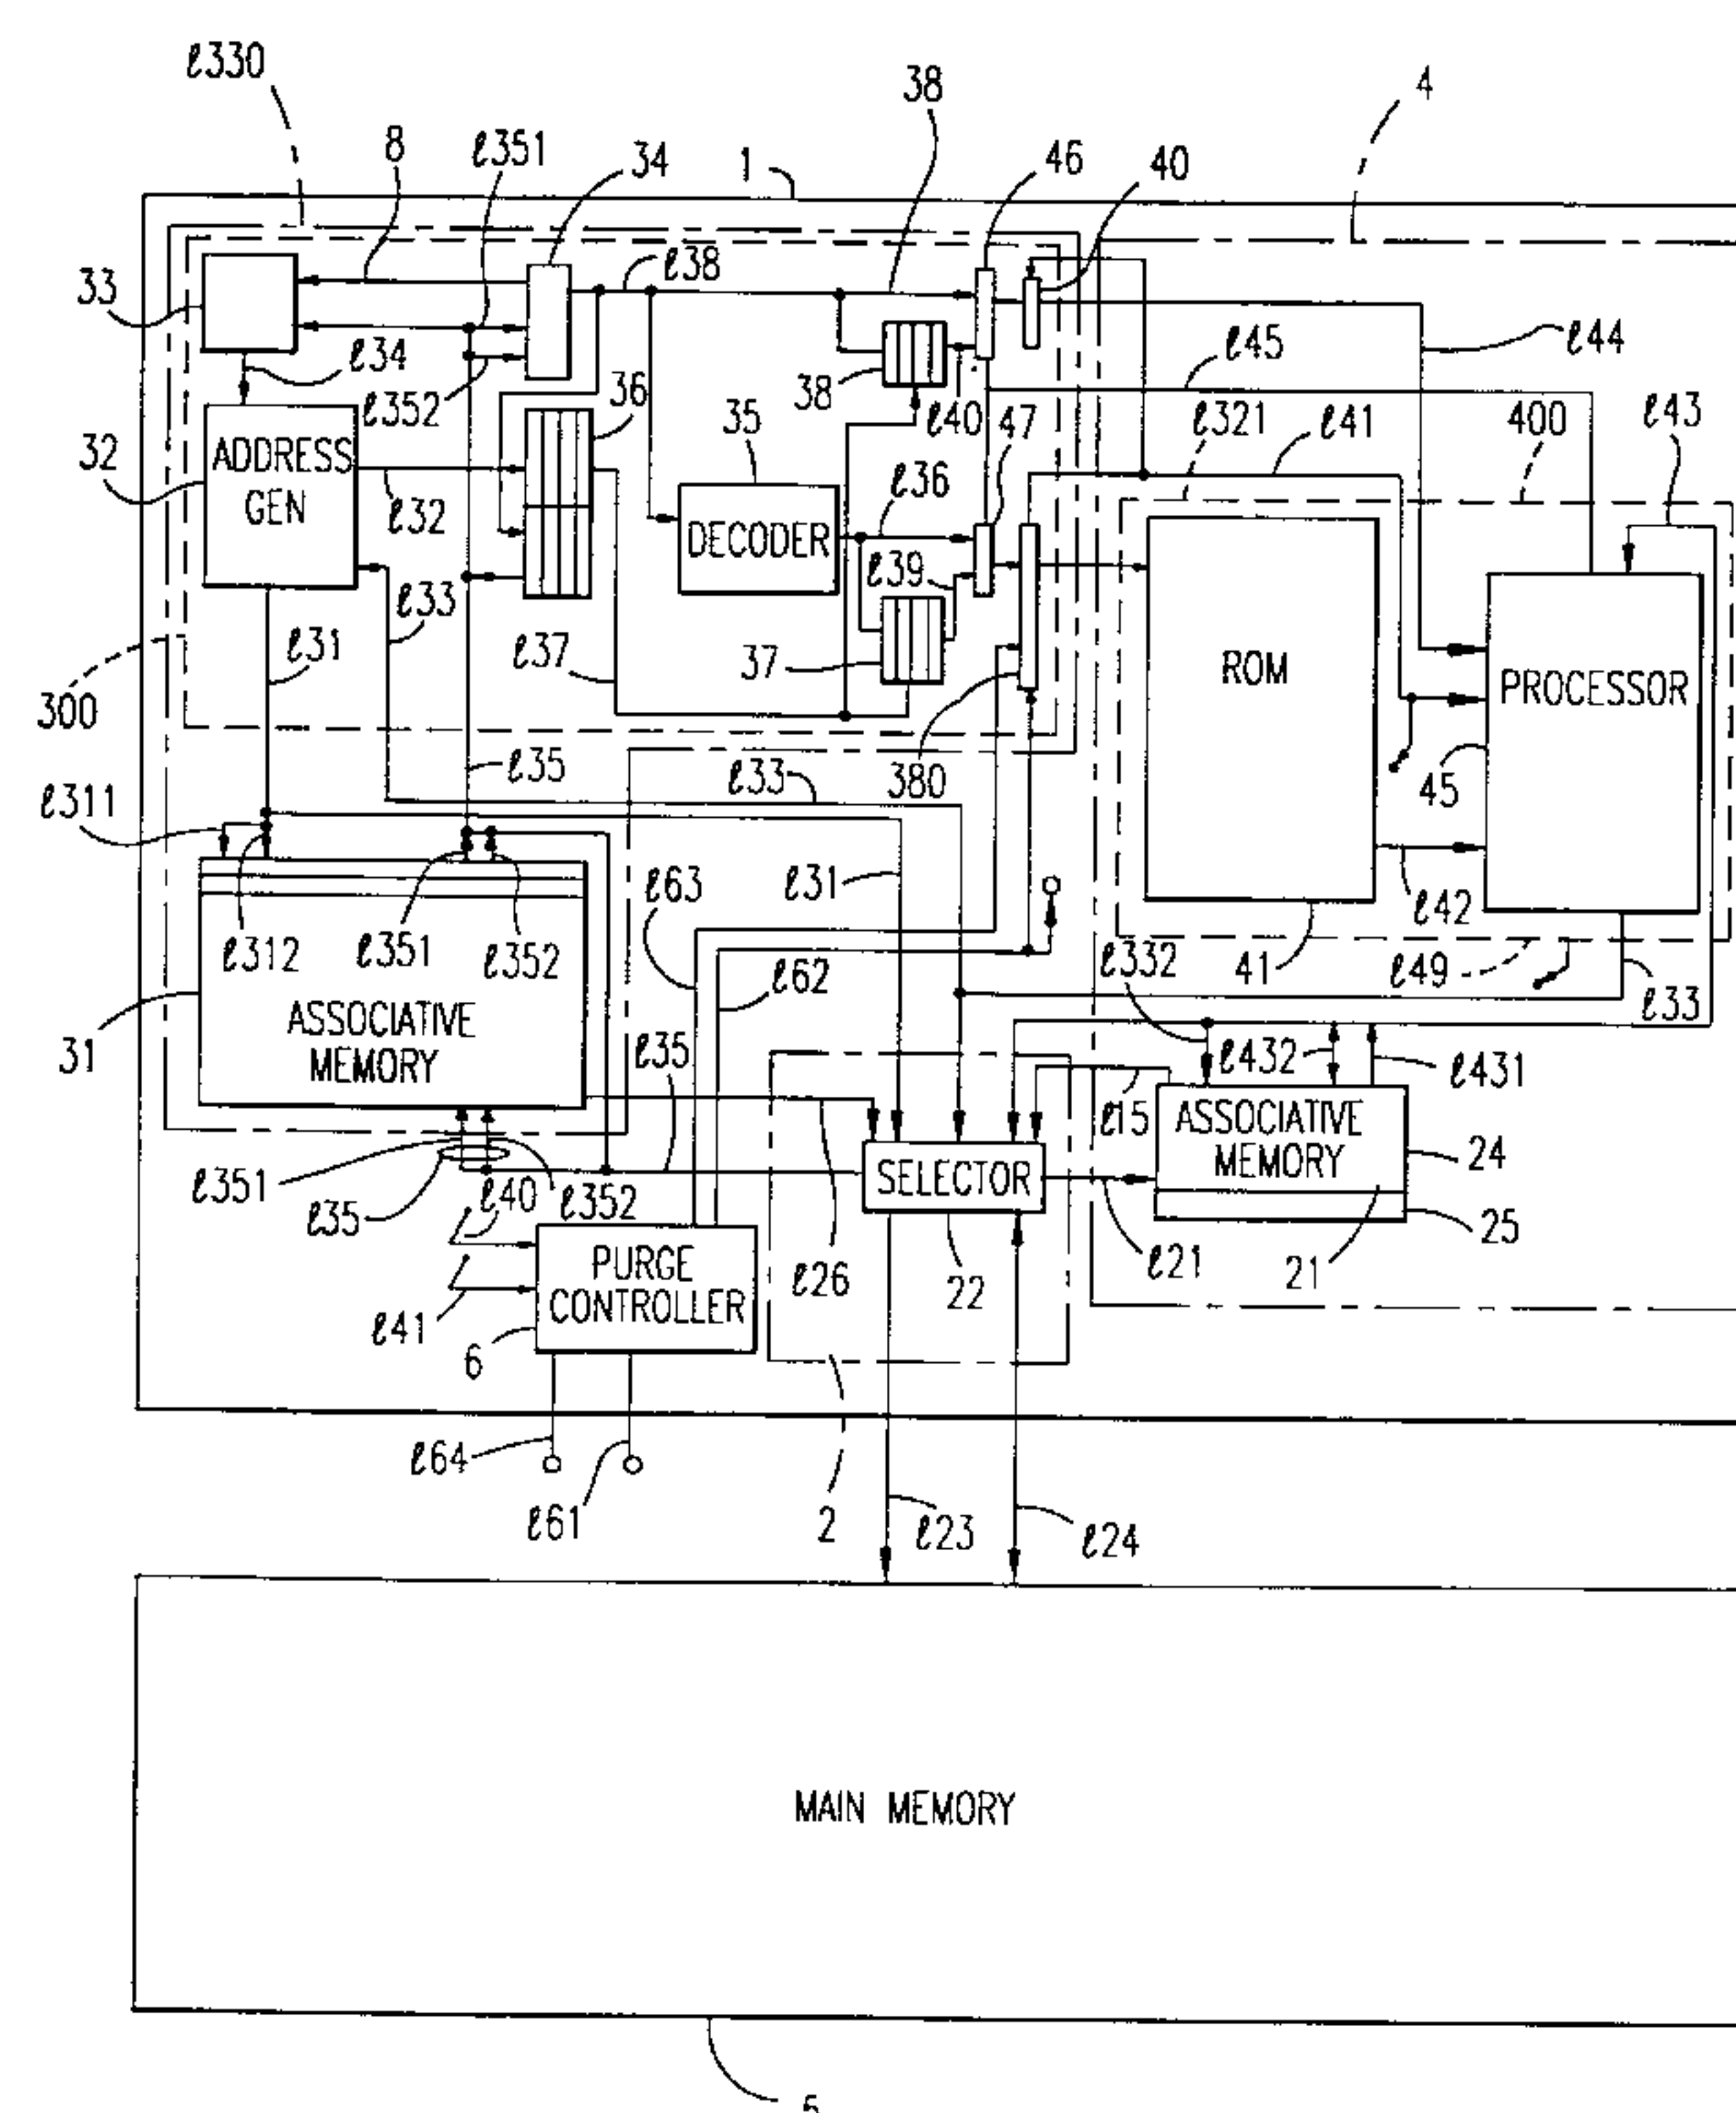 ℓ330
38
4
8
ℓ351
34
1
46
40
ℓ38
33
ℓ34
ℓ45
ℓ44
38
ℓ352
36
ℓ40
47
ℓ321
ℓ41
400
ℓ43
35
32
ADDRESS
GEN
ℓ32
ℓ36
DECODER
ℓ39
ℓ33
ℓ31
ℓ37
37
ROM
PROCESSOR
300
ℓ35
ℓ33
380
45
ℓ311
ℓ63
ℓ31
ℓ42
ℓ312
ℓ351
ℓ352
ℓ62
ℓ332
41
ℓ49
ℓ33
31
ASSOCIATIVE
MEMORY
ℓ35
ℓ432
ℓ431
ℓ15
ASSOCIATIVE
MEMORY
24
SELECTOR
ℓ351
ℓ35
ℓ40
ℓ352
25
PURGE
CONTROLLER
ℓ26
22
ℓ21
21
ℓ41
6
ℓ64
ℓ61
2
ℓ23
ℓ24
MAIN MEMORY
5